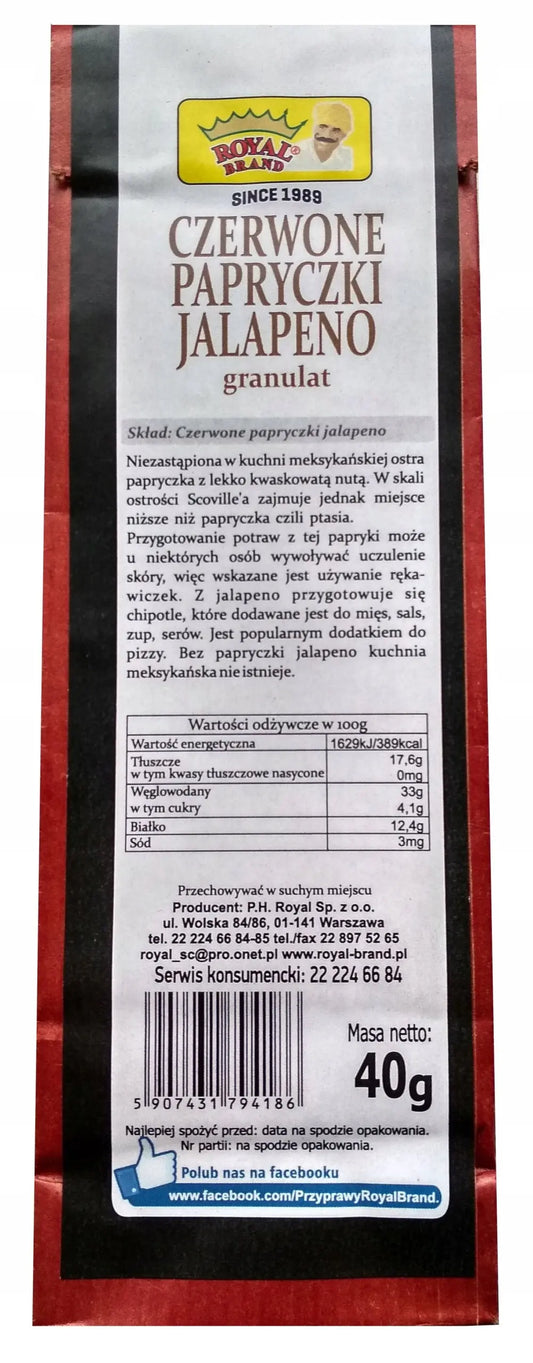 ROYAL®
BRAND
SINCE 1989
CZERWONE
PAPRYCZKI
JALAPENO
granulat
Skład: Czerwone papryczki jalapeno
Niezastąpiona w kuchni meksykańskiej ostra
papryczka z lekko kwaskowatą nutą. W skali
ostrości Scoville'a zajmuje jednak miejsce
niższe niż papryczka czili ptasia.
Przygotowanie potraw z tej papryki może
u niektórych osób wywoływać uczulenie
skóry, więc wskazane jest używanie ręka-
wiczek. Z jalapeno przygotowuje się
chipotle, które dodawane jest do mięs, sals,
zup, serów. Jest popularnym dodatkiem do
pizzy. Bez papryczki jalapeno kuchnia
meksykańska nie istnieje.
Wartości odżywcze w 100g
Wartość energetyczna 1629kJ/389kcal
Tłuszcze 17,6g
w tym kwasy tłuszczowe nasycone 0mg
Węglowodany 33g
w tym cukry 4,1g
Białko 12,4g
Sód 3mg
Przechowywać w suchym miejscu
Producent: P.H. Royal Sp. z o.o.
ul. Wolska 84/86, 01-141 Warszawa
tel. 22 224 66 84-85 tel./fax 22 897 52 65
royal_sc@pro.onet.pl www.royal-brand.pl
Serwis konsumencki: 22 224 66 84
Masa netto:
40g
5 907431 794186
Najlepiej spożyć przed: data na spodzie opakowania.
Nr partii: na spodzie opakowania.
Polub nas na facebooku
www.facebook.com/PrzyprawyRoyalBrand.